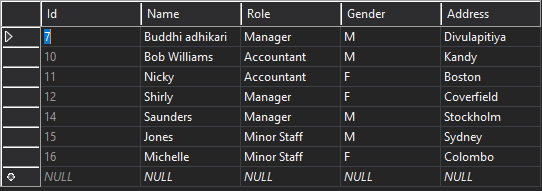 Id Name Role Gender Address
7 Buddhi adhikari Manager M Divulapitiya
10 Bob Williams Accountant M Kandy
11 Nicky Accountant F Boston
12 Shirly Manager F Coverfield
14 Saunders Manager M Stockholm
15 Jones Minor Staff M Sydney
16 Michelle Minor Staff F Colombo
NULL NULL NULL NULL NULL